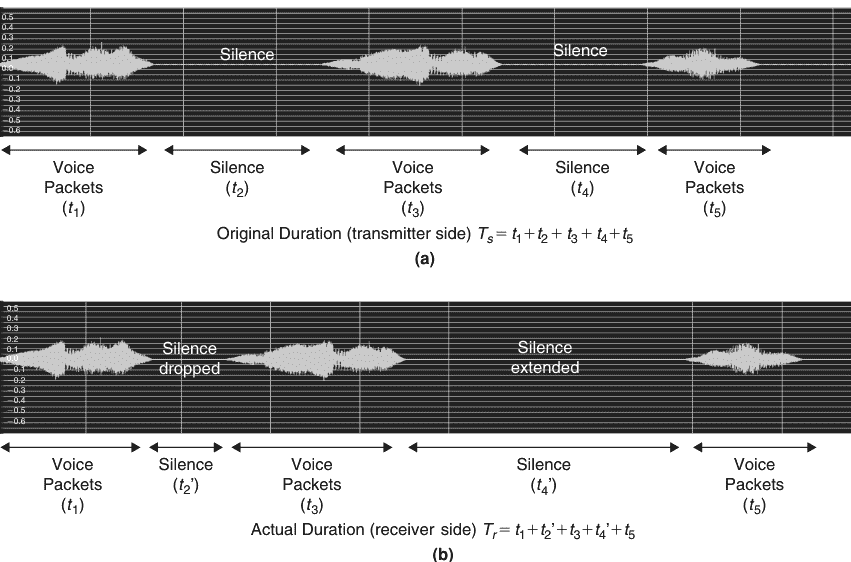 0.5
0.4
0.3
0.2
0.1
0.0
−0.1
−0.2
−0.3
−0.4
−0.5
−0.6
Silence Silence
Voice Silence Voice Silence Voice
Packets (t2) Packets (t4) Packets
(t1) (t3) (t5)
Original Duration (transmitter side) Ts = t1+t2 + t3 + t4+t5
(a)
0.5
0.4
0.3
0.2
0.1
0.0
−0.1
−0.2
−0.3
−0.4
−0.6
Silence Silence
dropped extended
Voice Silence Voice Silence Voice
Packets (t2’) Packets (t4’) Packets
(t1) (t3) (t5)
Actual Duration (receiver side) Tr = t1+t2’+t3+t4’+t5
(b)